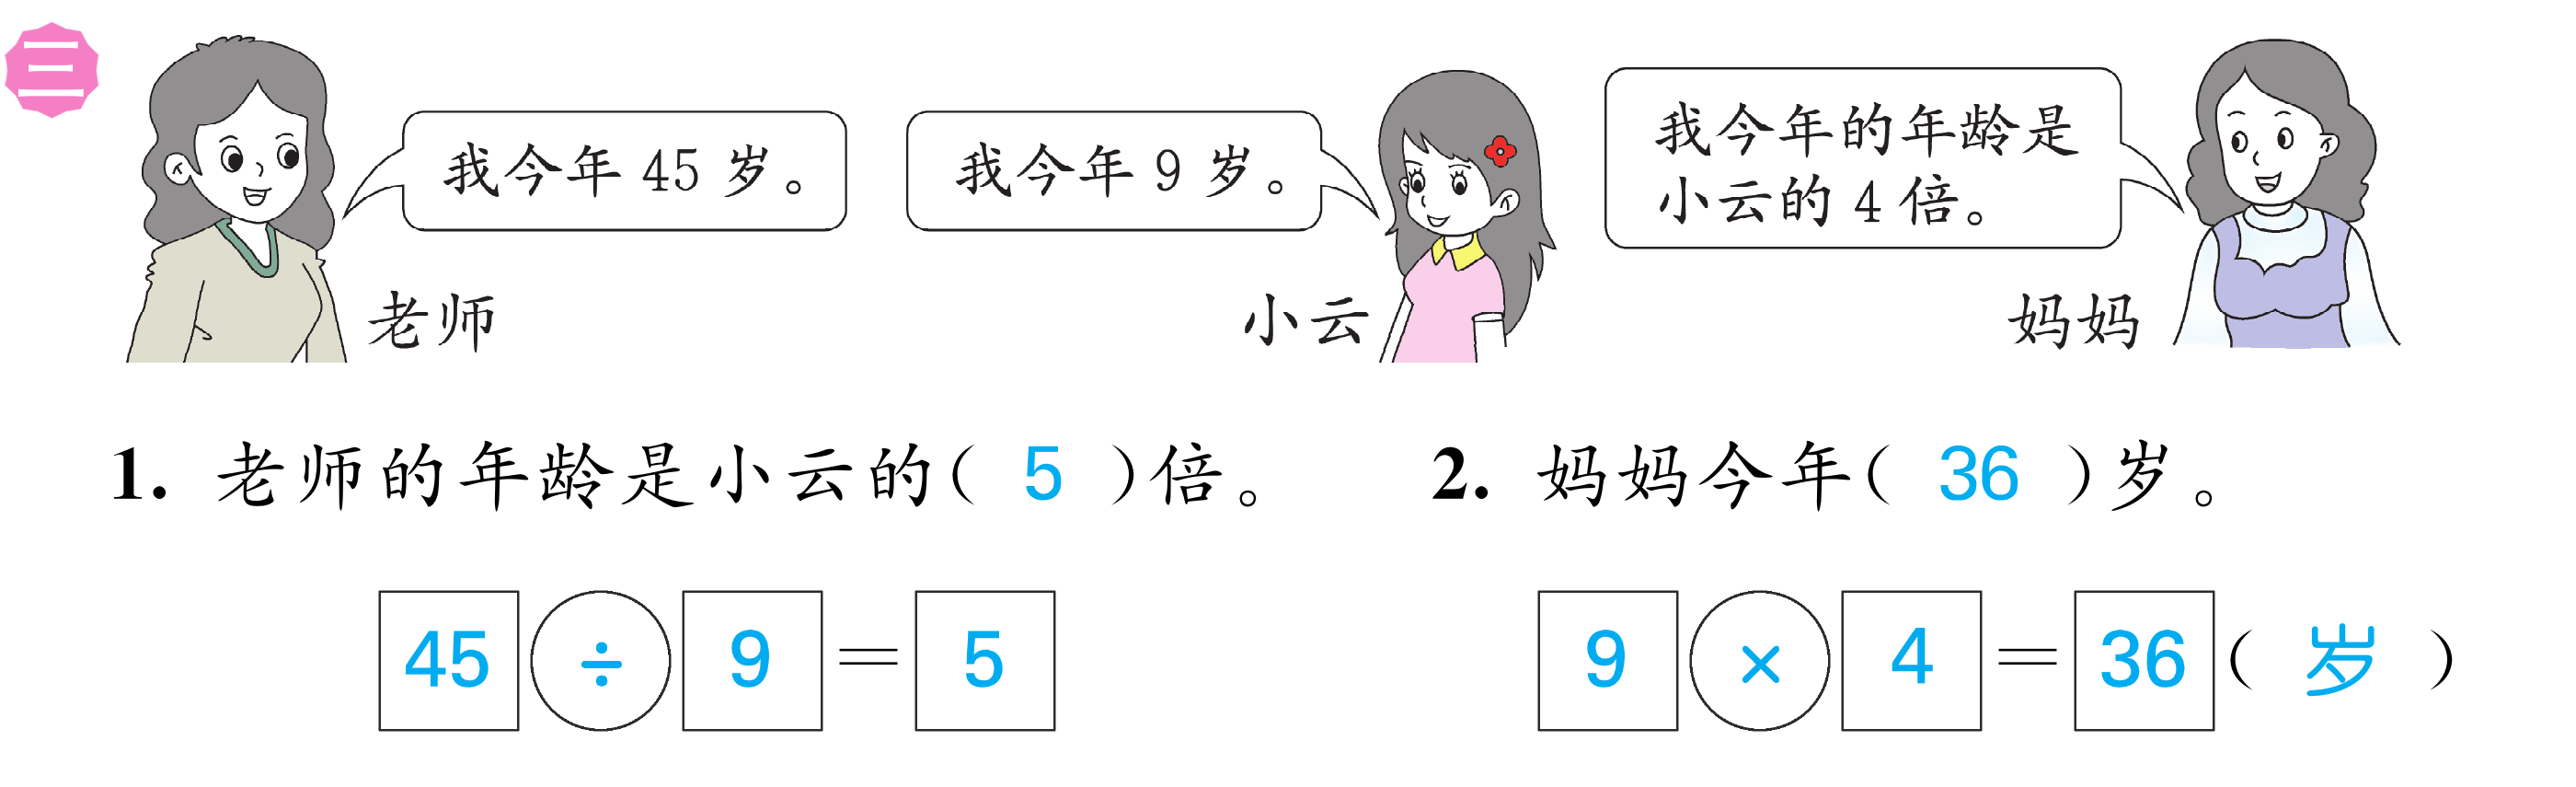 三
我今年 45 岁。
我今年 9 岁。
我今年的年龄是
小云的 4 倍。
老师
小云
妈妈
1. 老师的年龄是小云的( 5 )倍。
2. 妈妈今年( 36 )岁。
45 ÷ 9 = 5
9 × 4 = 36 ( 岁 )